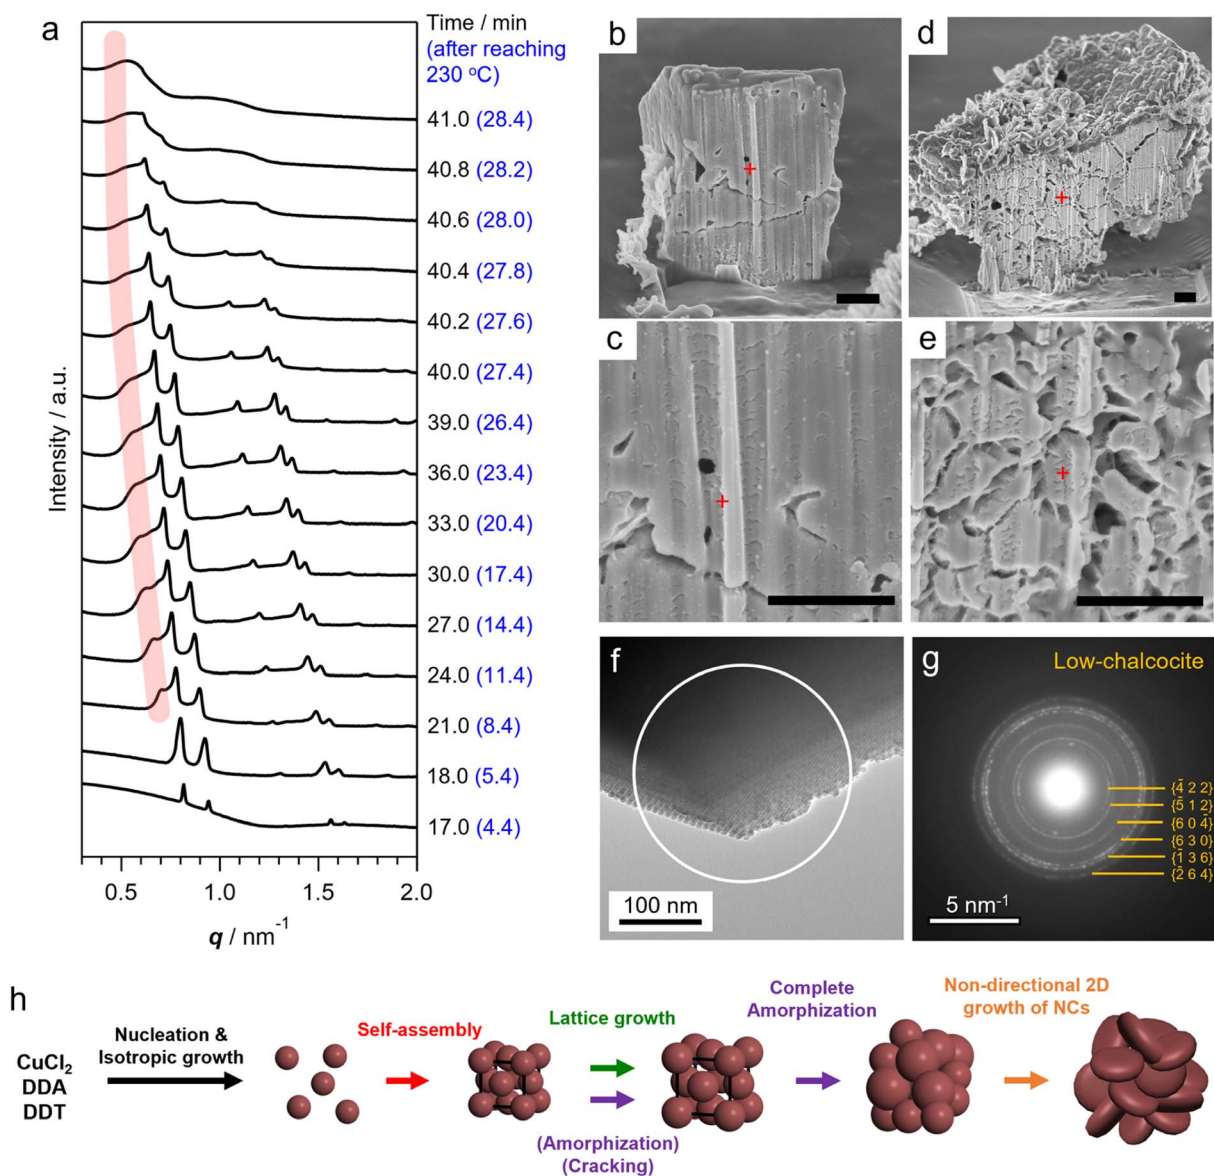 a
Time / min
(after reaching
230 °C)
41.0 (28.4)
40.8 (28.2)
40.6 (28.0)
40.4 (27.8)
40.2 (27.6)
40.0 (27.4)
39.0 (26.4)
36.0 (23.4)
33.0 (20.4)
30.0 (17.4)
27.0 (14.4)
24.0 (11.4)
21.0 (8.4)
18.0 (5.4)
17.0 (4.4)
Intensity / a.u.
0.5 1.0 1.5 2.0
q / nm⁻¹
b
d
c
e
f
100 nm
g
Low-chalcocite
{4̄ 2 2}
{5̄ 1 2}
{6 0 4̄}
{6 3 0}
{1̄ 3 6}
{2̄ 6 4}
5 nm⁻¹
h
CuCl₂
DDA
DDT
Nucleation &
Isotropic growth
Self-assembly
Lattice growth
(Amorphization)
(Cracking)
Complete
Amorphization
Non-directional 2D
growth of NCs